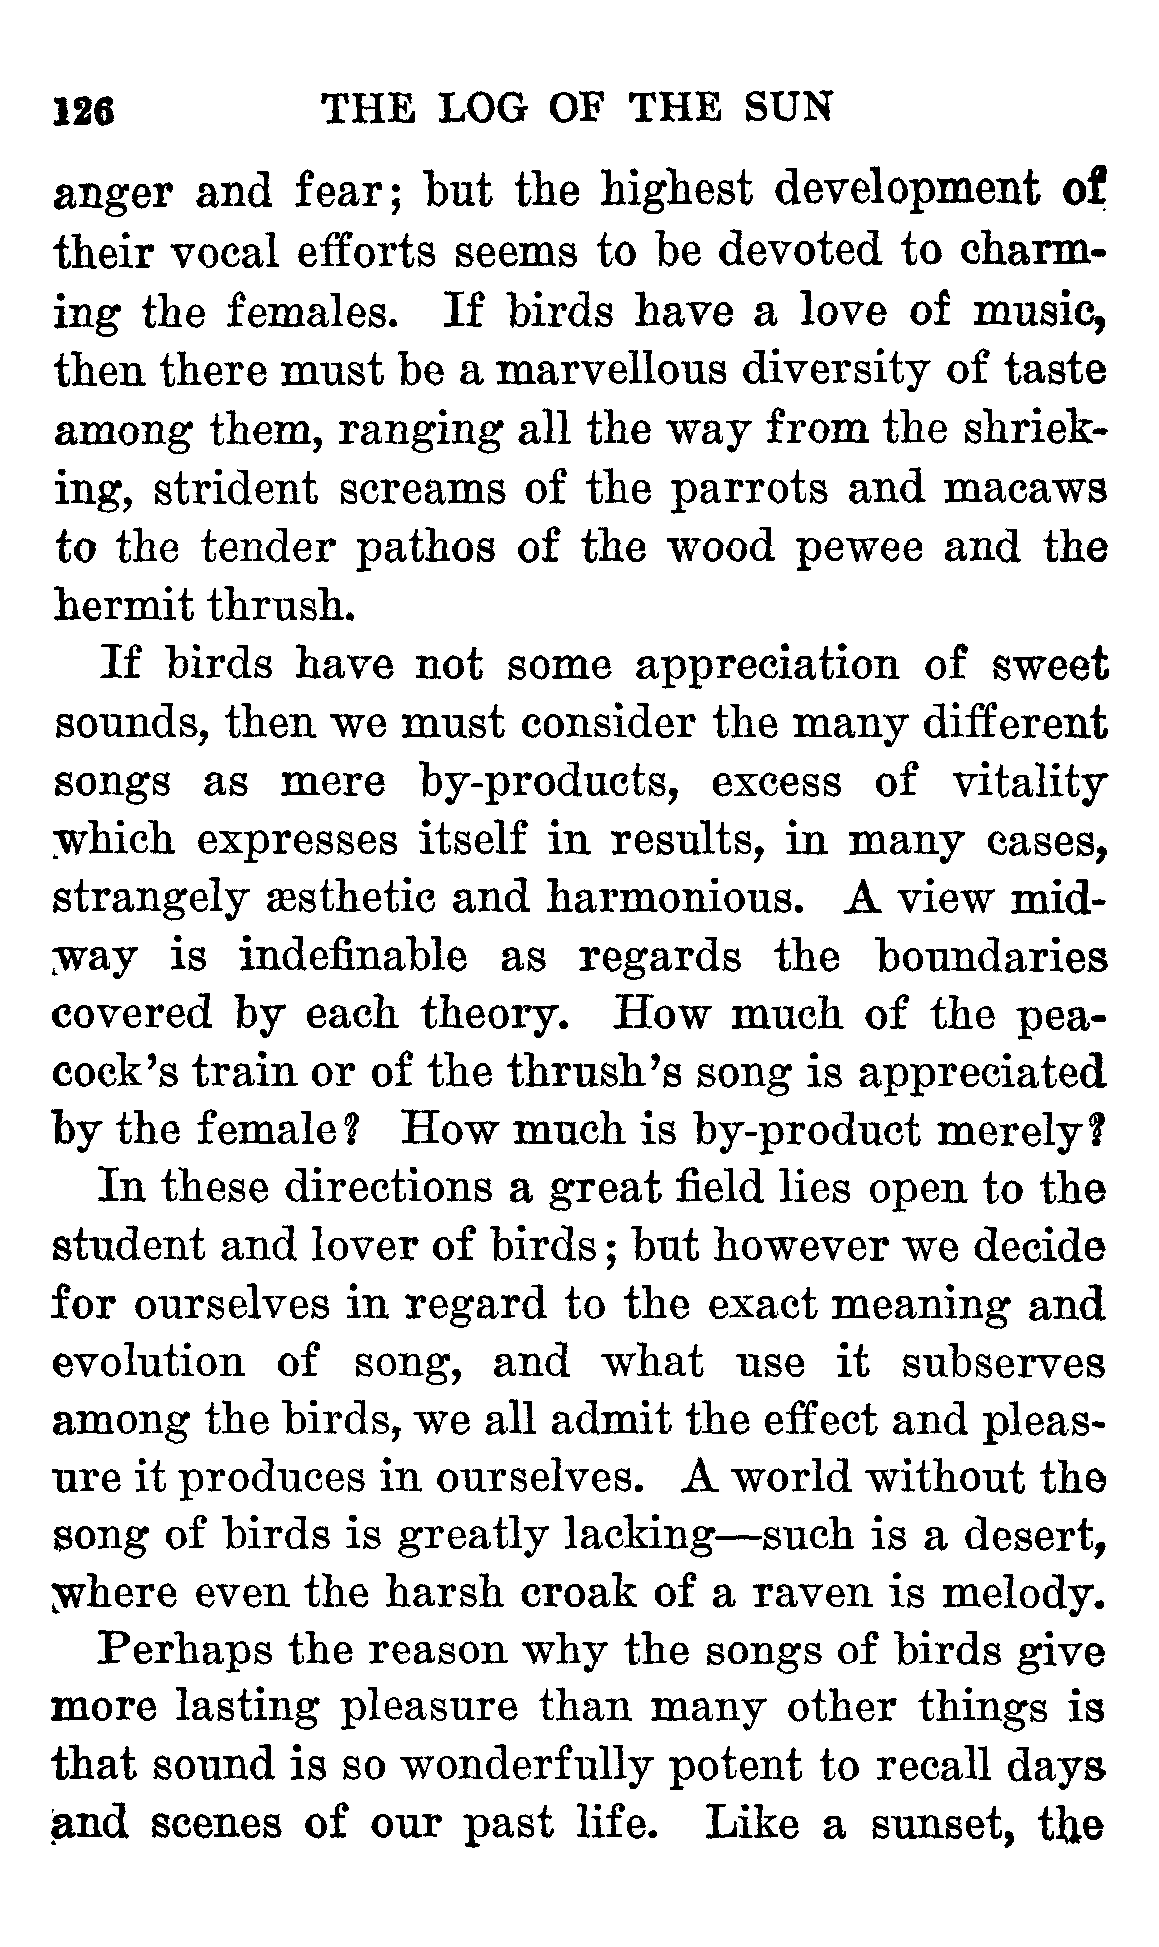 126 THE LOG OF THE SUN
anger and fear; but the highest development of
their vocal efforts seems to be devoted to charm-
ing the females. If birds have a love of music,
then there must be a marvellous diversity of taste
among them, ranging all the way from the shriek-
ing, strident screams of the parrots and macaws
to the tender pathos of the wood pewee and the
hermit thrush.
If birds have not some appreciation of sweet
sounds, then we must consider the many different
songs as mere by-products, excess of vitality
which expresses itself in results, in many cases,
strangely æsthetic and harmonious. A view mid-
way is indefinable as regards the boundaries
covered by each theory. How much of the pea-
cock's train or of the thrush's song is appreciated
by the female? How much is by-product merely?
In these directions a great field lies open to the
student and lover of birds; but however we decide
for ourselves in regard to the exact meaning and
evolution of song, and what use it subserves
among the birds, we all admit the effect and pleas-
ure it produces in ourselves. A world without the
song of birds is greatly lacking—such is a desert,
where even the harsh croak of a raven is melody.
Perhaps the reason why the songs of birds give
more lasting pleasure than many other things is
that sound is so wonderfully potent to recall days
and scenes of our past life. Like a sunset, the